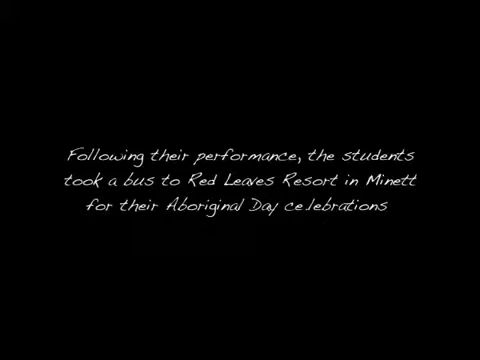 Following their performance, the students
took a bus to Red Leaves Resort in Minett
for their Aboriginal Day celebrations